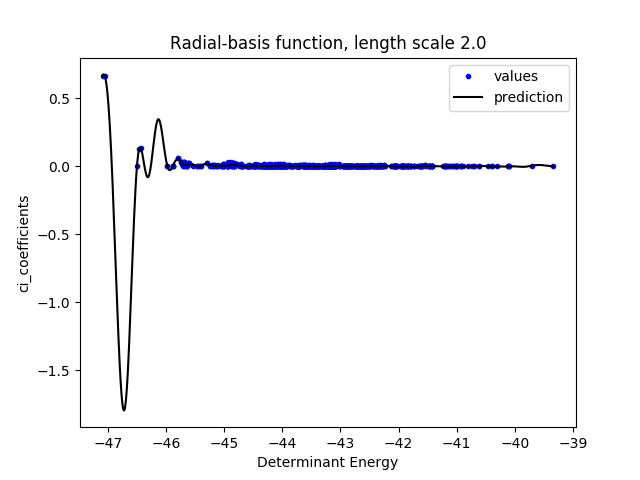 Radial-basis function, length scale 2.0
values
prediction
ci_coefficients
0.5
0.0
−0.5
−1.0
−1.5
−47 −46 −45 −44 −43 −42 −41 −40 −39
Determinant Energy